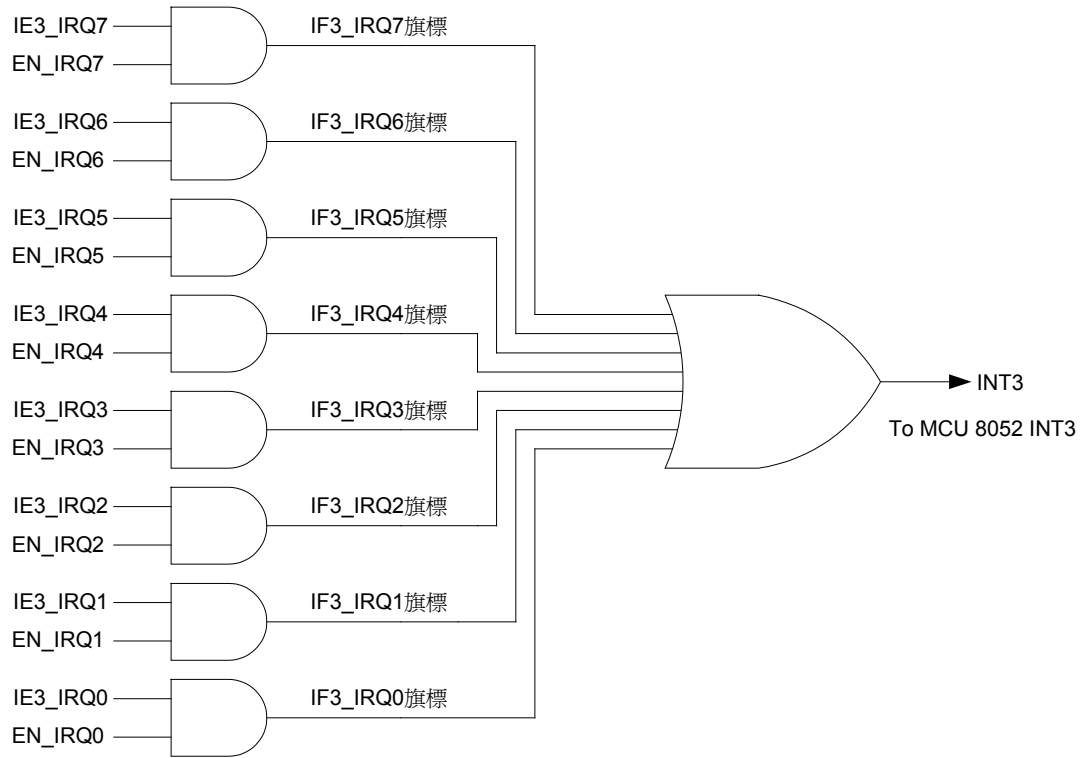 IE3_IRQ7
IF3_IRQ7旗標
EN_IRQ7
IE3_IRQ6
IF3_IRQ6旗標
EN_IRQ6
IE3_IRQ5
IF3_IRQ5旗標
EN_IRQ5
IE3_IRQ4
IF3_IRQ4旗標
EN_IRQ4
INT3
IE3_IRQ3
IF3_IRQ3旗標
To MCU 8052 INT3
EN_IRQ3
IE3_IRQ2
IF3_IRQ2旗標
EN_IRQ2
IE3_IRQ1
IF3_IRQ1旗標
EN_IRQ1
IE3_IRQ0
IF3_IRQ0旗標
EN_IRQ0